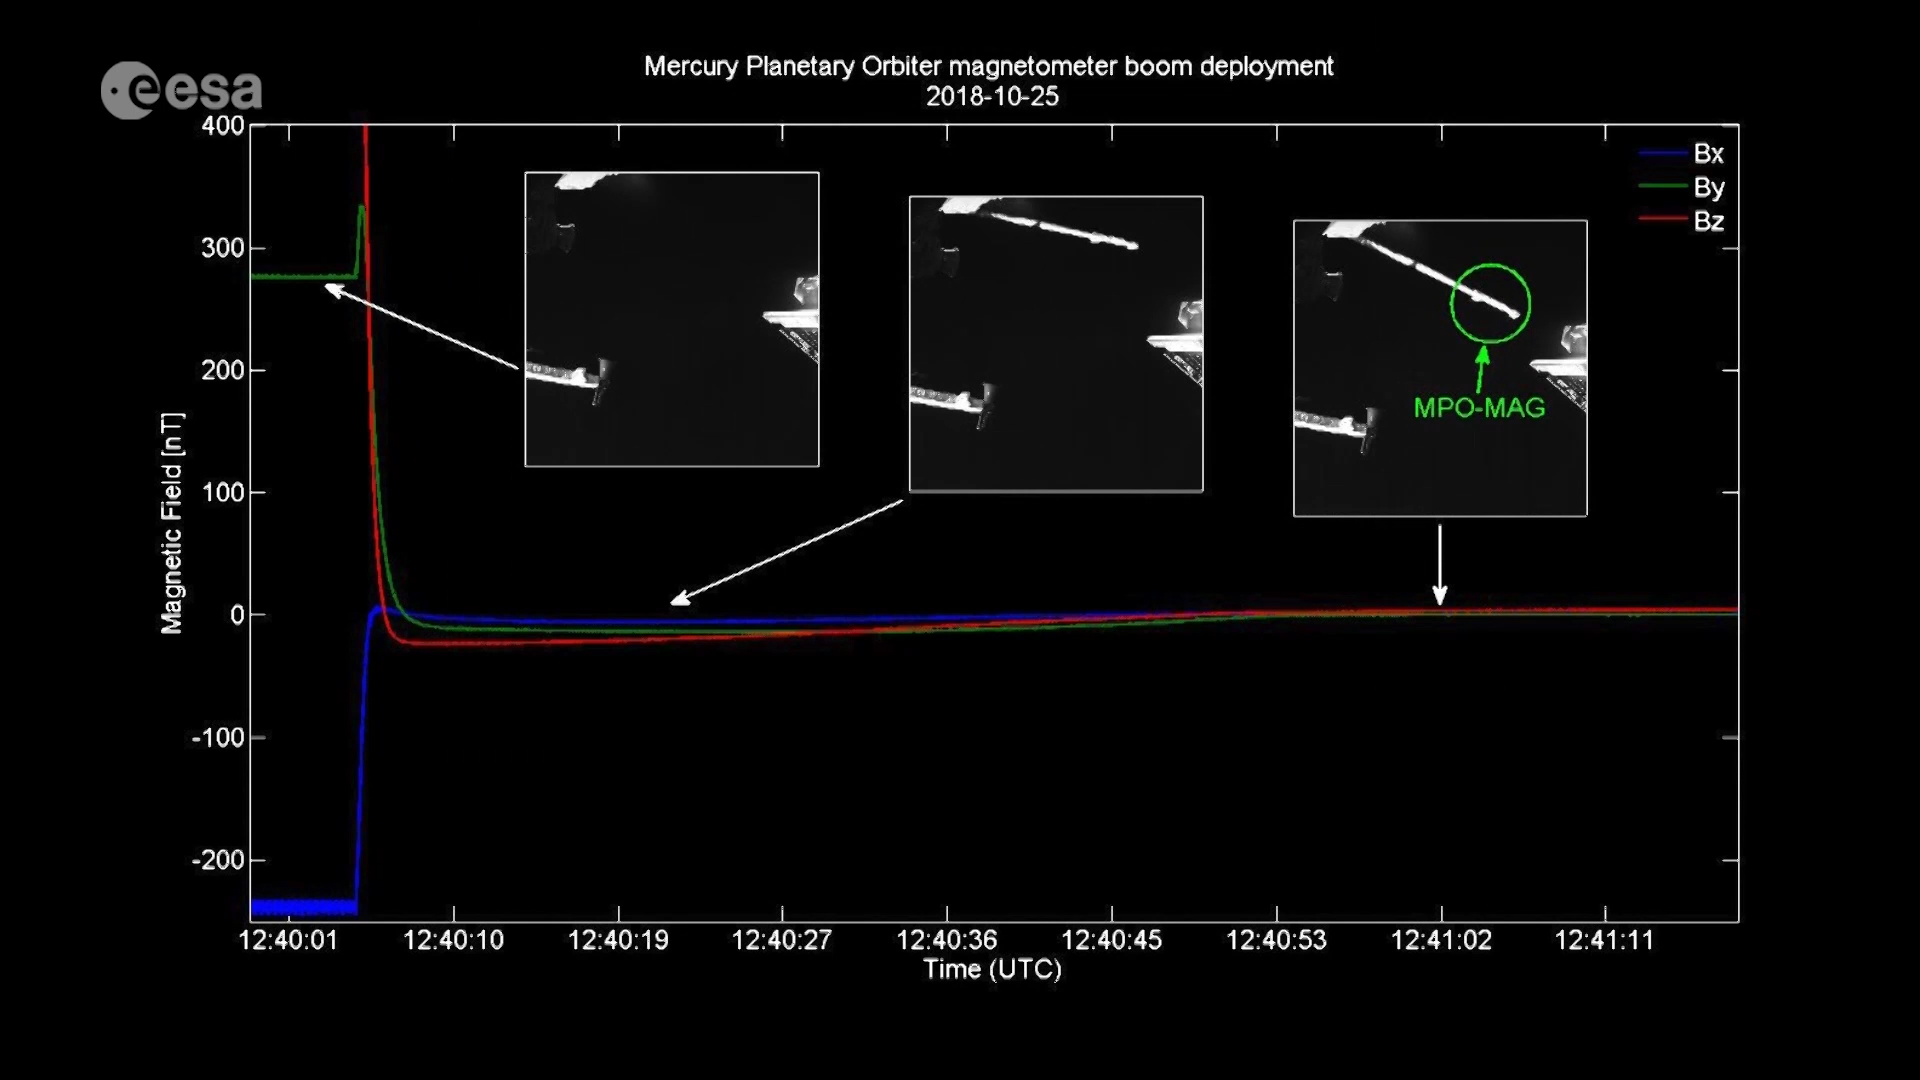 esa
Mercury Planetary Orbiter magnetometer boom deployment
2018-10-25
Bx
By
Bz
400
300
200
100
0
-100
-200
Magnetic Field [nT]
MPO-MAG
12:40:01 12:40:10 12:40:19 12:40:27 12:40:36 12:40:45 12:40:53 12:41:02 12:41:11
Time (UTC)